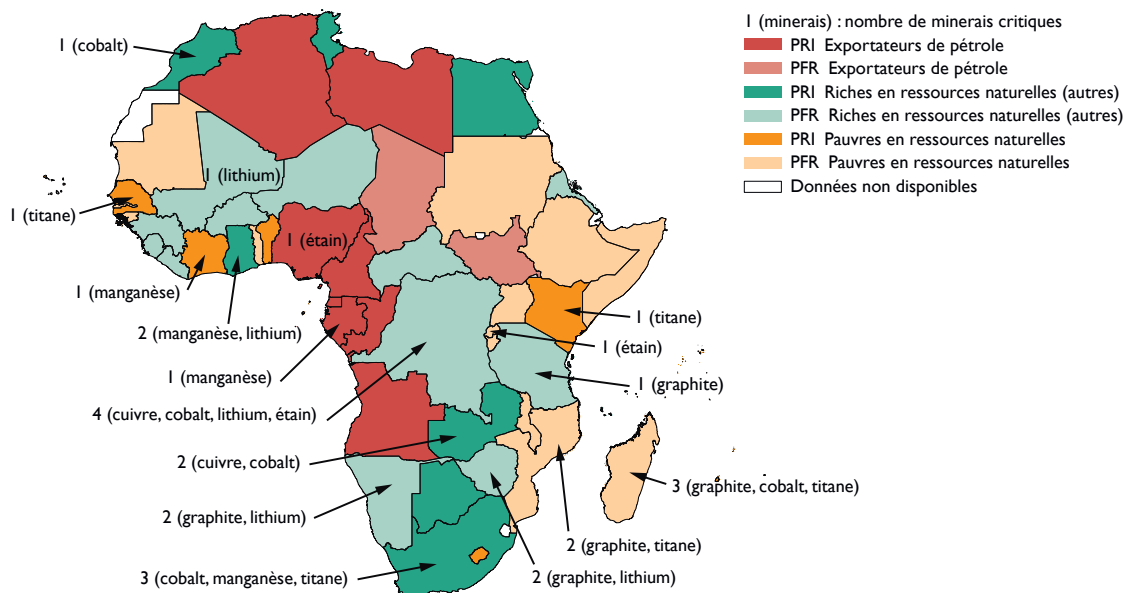 1 (minerais) : nombre de minerais critiques
PRI Exportateurs de pétrole
PFR Exportateurs de pétrole
PRI Riches en ressources naturelles (autres)
PFR Riches en ressources naturelles (autres)
PRI Pauvres en ressources naturelles
PFR Pauvres en ressources naturelles
Données non disponibles
1 (cobalt)
1 (lithium)
1 (titane)
1 (étain)
1 (manganèse)
2 (manganèse, lithium)
1 (titane)
1 (étain)
1 (manganèse)
1 (graphite)
4 (cuivre, cobalt, lithium, étain)
2 (cuivre, cobalt)
3 (graphite, cobalt, titane)
2 (graphite, lithium)
2 (graphite, titane)
3 (cobalt, manganèse, titane)
2 (graphite, lithium)